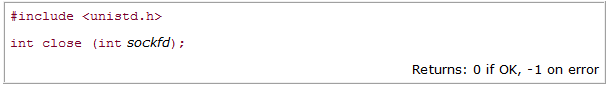 #include <unistd.h>
int close (int sockfd);
Returns: 0 if OK, -1 on error